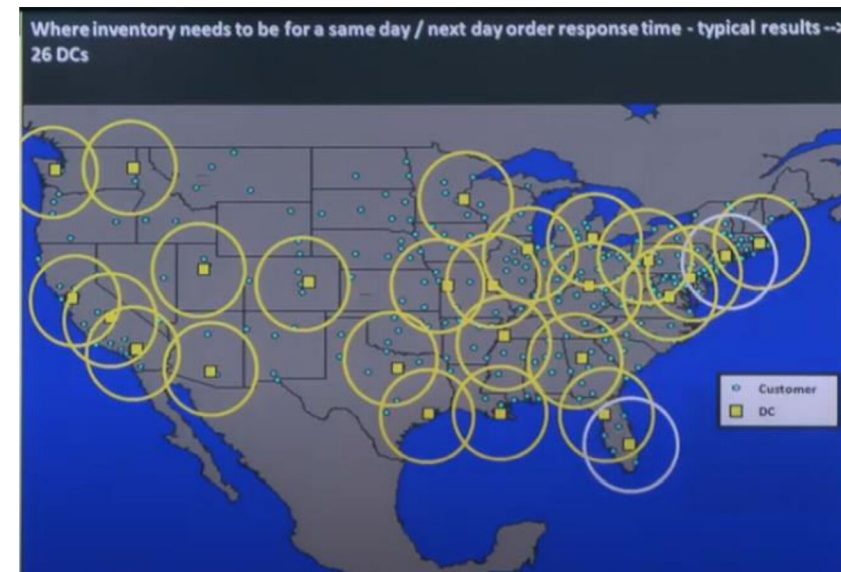 Where inventory needs to be for a same day / next day order response time - typical results -->
26 DCs
Customer
DC